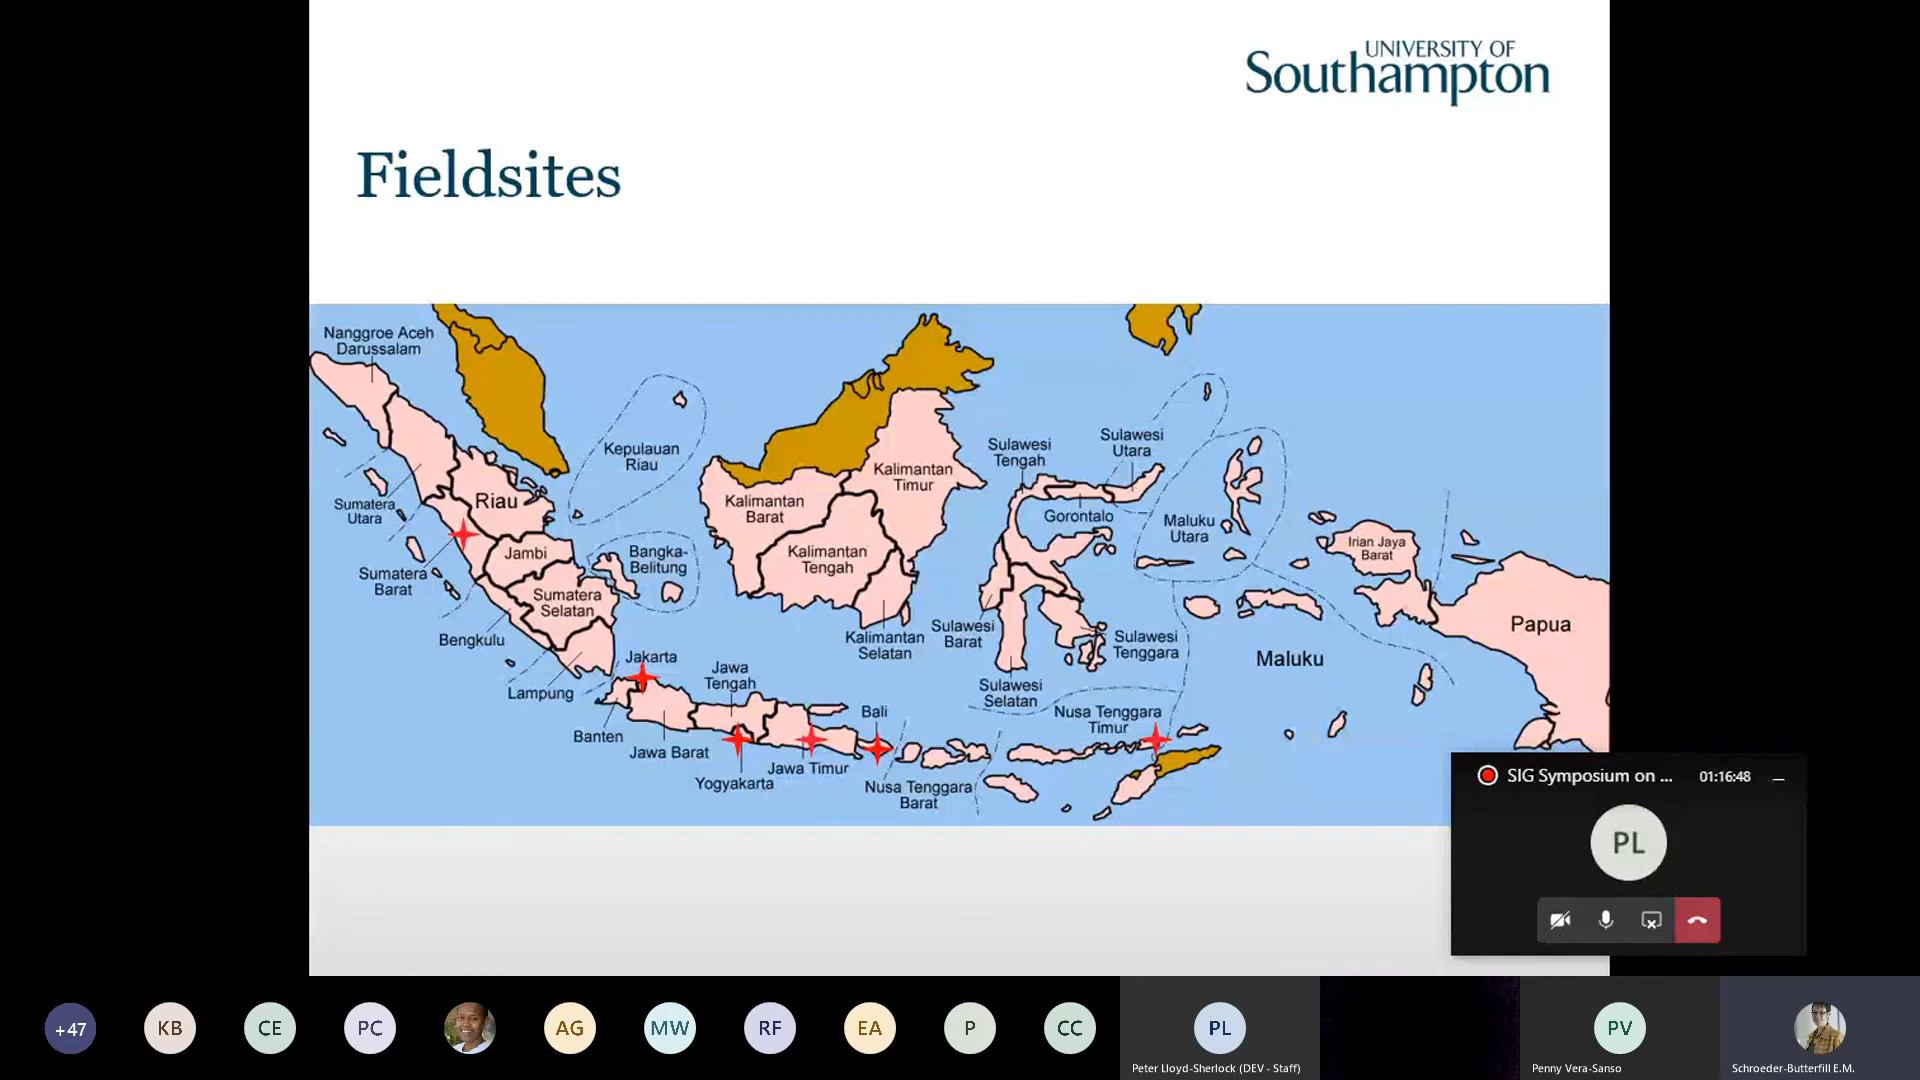 UNIVERSITY OF
Southampton
Fieldsites
Nanggroe Aceh
Darussalam
Kepulauan
Riau
Sulawesi
Tengah
Sulawesi
Utara
Kalimantan
Timur
Kalimantan
Barat
Riau
Sumatera
Utara
Gorontalo
Maluku
Utara
Irian Jaya
Barat
Jambi
Bangka-
Belitung
Kalimantan
Tengah
Sumatera
Barat
Sumatera
Selatan
Papua
Bengkulu
Kalimantan
Selatan
Sulawesi
Barat
Sulawesi
Tenggara
Maluku
Jakarta
Jawa
Tengah
Lampung
Sulawesi
Selatan
Bali
Nusa Tenggara
Timur
Banten
Jawa Barat
Jawa Timur
Yogyakarta
Nusa Tenggara
Barat
SIG Symposium on ...
01:16:48
PL
+47
KB
CE
PC
AG
MW
RF
EA
P
CC
PL
PV
Peter Lloyd-Sherlock (DEV - Staff)
Penny Vera-Sanso
Schroeder-Butterfill E.M.